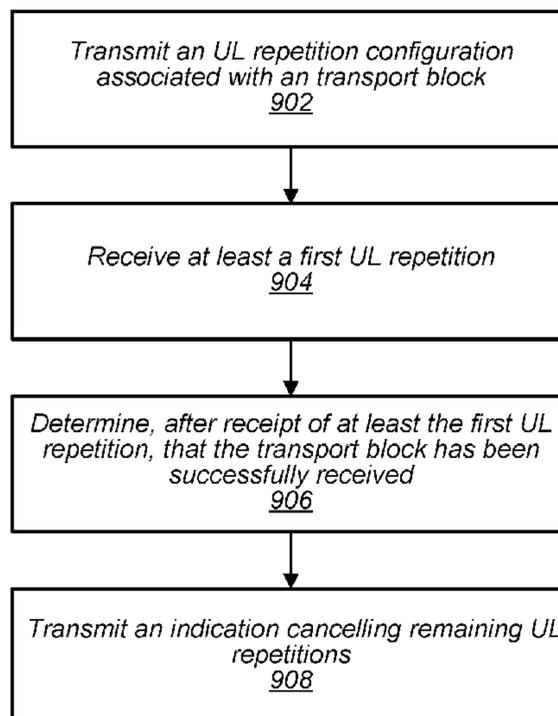 Transmit an UL repetition configuration
associated with an transport block
902
Receive at least a first UL repetition
904
Determine, after receipt of at least the first UL
repetition, that the transport block has been
successfully received
906
Transmit an indication cancelling remaining UL
repetitions
908